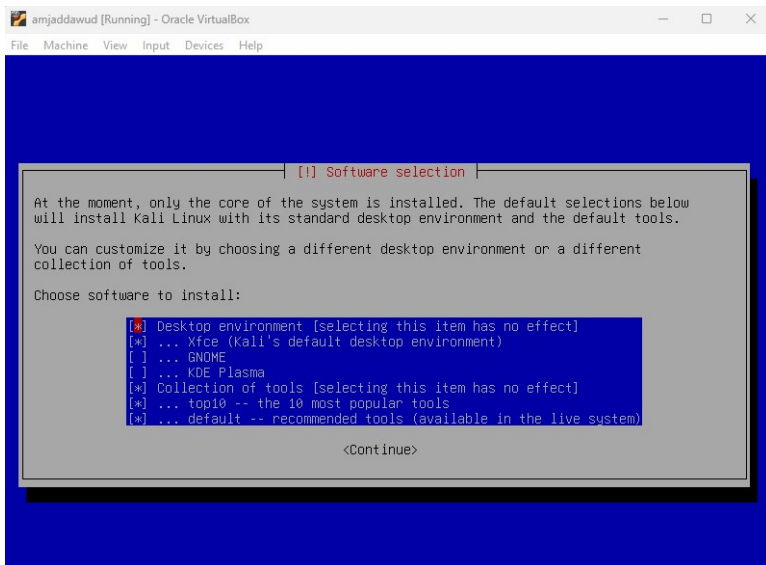 amjaddawud [Running] - Oracle VirtualBox
File Machine View Input Devices Help
[!] Software selection
At the moment, only the core of the system is installed. The default selections below
will install Kali Linux with its standard desktop environment and the default tools.
You can customize it by choosing a different desktop environment or a different
collection of tools.
Choose software to install:
[*] Desktop environment [selecting this item has no effect]
[*] ... Xfce (Kali's default desktop environment)
[ ] ... GNOME
[ ] ... KDE Plasma
[*] Collection of tools [selecting this item has no effect]
[*] ... top10 -- the 10 most popular tools
[*] ... default -- recommended tools (available in the live system)
<Continue>